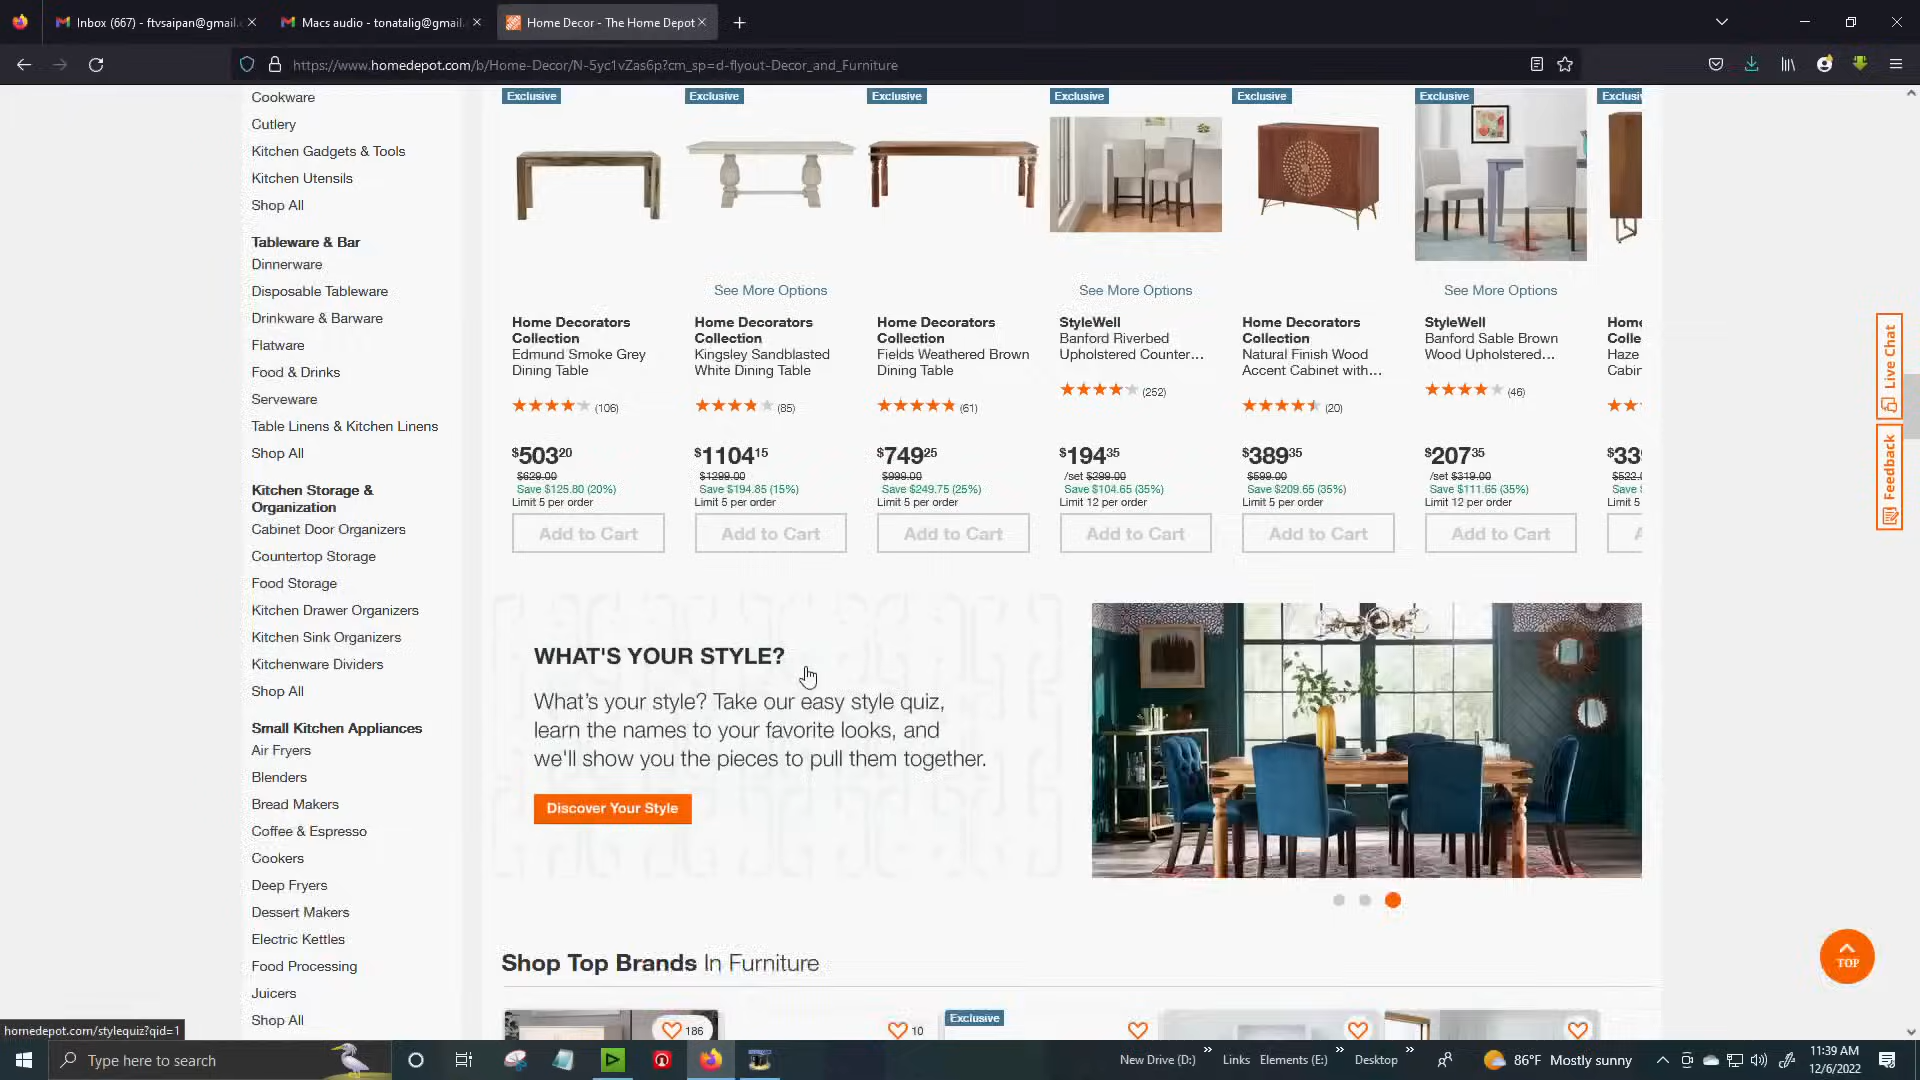 Inbox (667) - ftvsaipan@gmail.
Macs audio - tonatalig@gmail.
Home Decor - The Home Depot
https://www.homedepot.com/b/Home-Decor/N-5yc1vZas6p?cm_sp=d-flyout-Decor_and_Furniture
Cookware
Cutlery
Kitchen Gadgets & Tools
Kitchen Utensils
Shop All
Tableware & Bar
Dinnerware
Disposable Tableware
Drinkware & Barware
Flatware
Food & Drinks
Serveware
Table Linens & Kitchen Linens
Shop All
Kitchen Storage &
Organization
Cabinet Door Organizers
Countertop Storage
Food Storage
Kitchen Drawer Organizers
Kitchen Sink Organizers
Kitchenware Dividers
Shop All
Small Kitchen Appliances
Air Fryers
Blenders
Bread Makers
Coffee & Espresso
Cookers
Deep Fryers
Dessert Makers
Electric Kettles
Food Processing
Juicers
Shop All
Exclusive
Home Decorators
Collection
Edmund Smoke Grey
Dining Table
(106)
$503 20
$629.00
Save $125.80 (20%)
Limit 5 per order
Add to Cart
Exclusive
See More Options
Home Decorators
Collection
Kingsley Sandblasted
White Dining Table
(85)
$1104 15
$1299.00
Save $194.85 (15%)
Limit 5 per order
Add to Cart
Exclusive
Home Decorators
Collection
Fields Weathered Brown
Dining Table
(61)
$749 25
$999.00
Save $249.75 (25%)
Limit 5 per order
Add to Cart
Exclusive
See More Options
StyleWell
Banford Riverbed
Upholstered Counter...
(252)
$194 35
/set $299.00
Save $104.65 (35%)
Limit 12 per order
Add to Cart
Exclusive
Home Decorators
Collection
Natural Finish Wood
Accent Cabinet with...
(20)
$389 35
$599.00
Save $209.65 (35%)
Limit 5 per order
Add to Cart
Exclusive
See More Options
StyleWell
Banford Sable Brown
Wood Upholstered...
(46)
$207 35
/set $319.00
Save $111.65 (35%)
Limit 12 per order
Add to Cart
Exclusi
Home
Colle
Haze
Cabin
$339
$522.
Save
Limit 5
A
WHAT'S YOUR STYLE?
What's your style? Take our easy style quiz,
learn the names to your favorite looks, and
we'll show you the pieces to pull them together.
Discover Your Style
Shop Top Brands In Furniture
186
10
Exclusive
Live Chat
Feedback
TOP
homedepot.com/stylequiz?qid=1
Type here to search
New Drive (D:)
Links
Elements (E:)
Desktop
86°F Mostly sunny
11:39 AM
12/6/2022